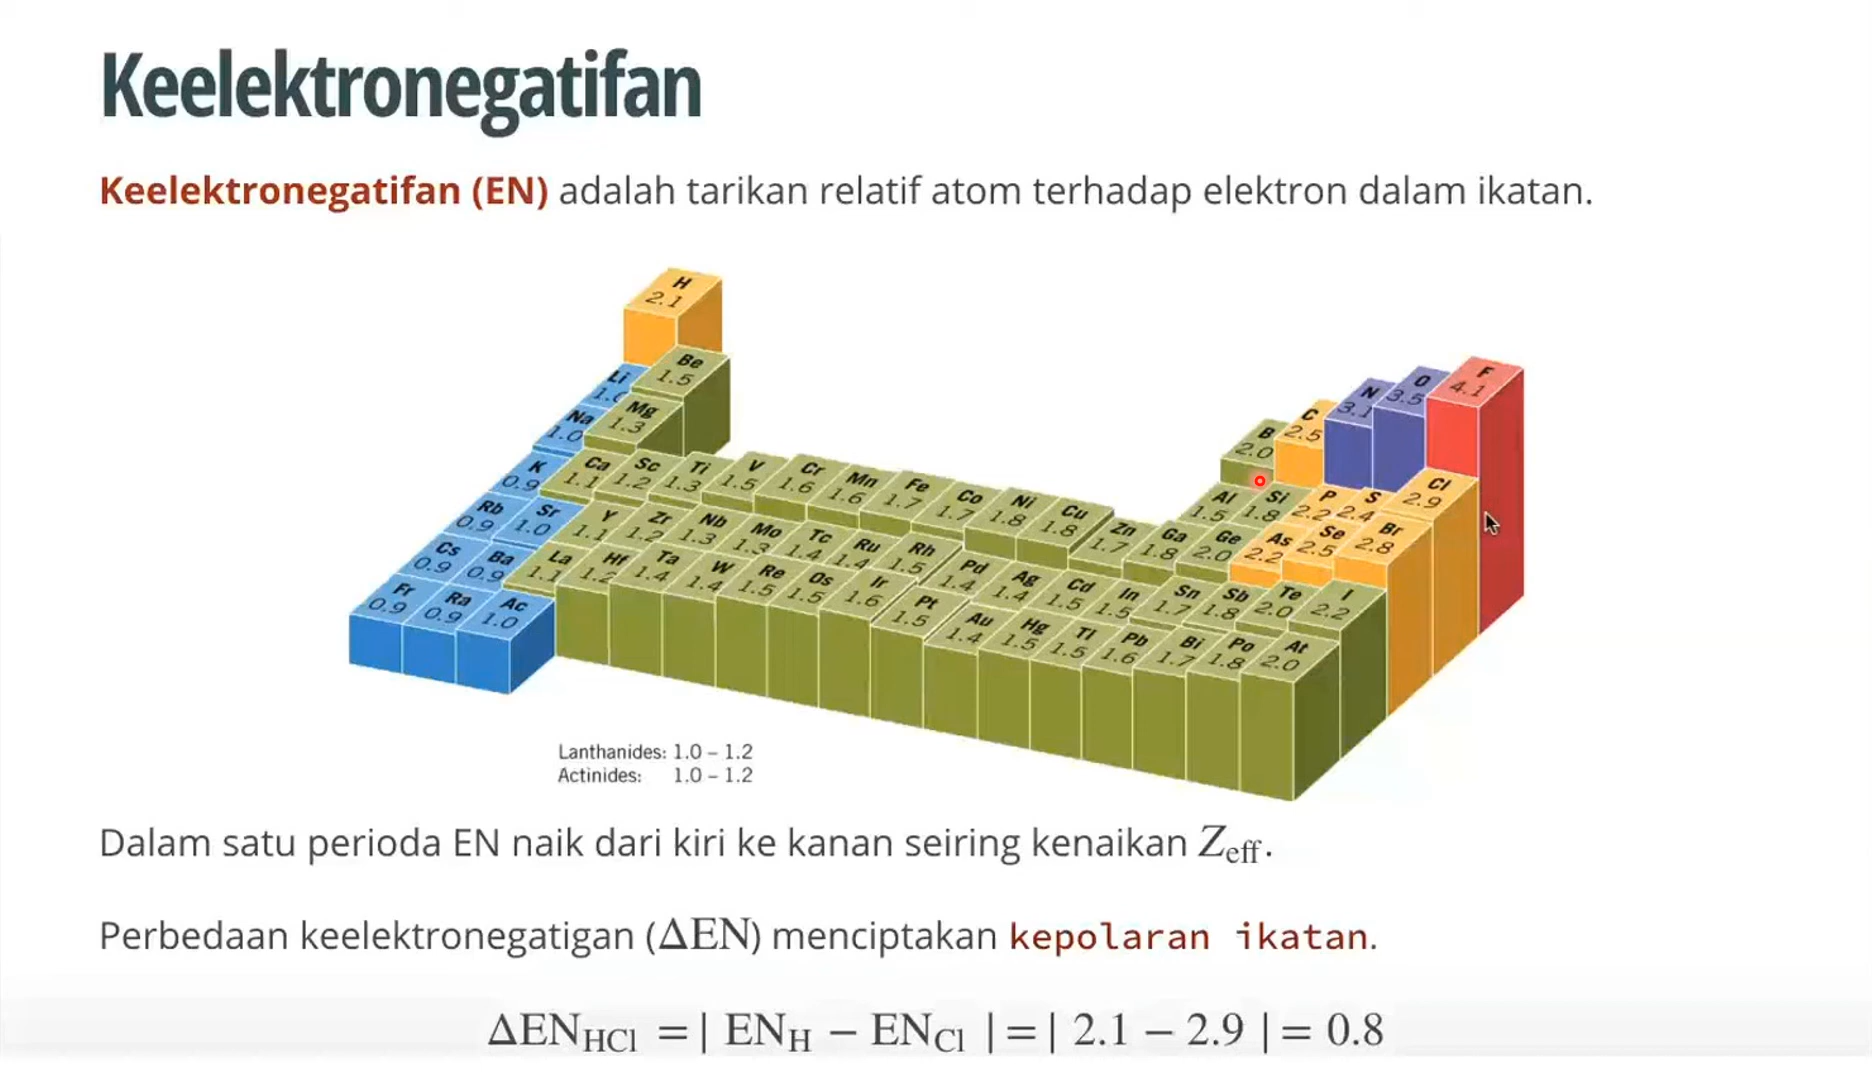 Keelektronegatifan
Keelektronegatifan (EN) adalah tarikan relatif atom terhadap elektron dalam ikatan.
H
2.1
Li
Be
1.5
Na
1.0
Mg
1.3
B
2.0
C
2.5
N
3.1
O
3.5
F
4.1
Al
1.5
Si
1.8
P
2.2
S
2.4
Cl
2.9
K
0.9
Ca
1.1
Sc
1.2
Ti
1.3
V
1.5
Cr
1.6
Mn
1.6
Fe
1.7
Co
1.7
Ni
1.8
Cu
1.8
Zn
1.7
Ga
1.8
Ge
2.0
As
2.2
Se
2.5
Br
2.8
Rb
0.9
Sr
1.0
Y
1.1
Zr
1.2
Nb
1.3
Mo
1.3
Tc
1.4
Ru
1.4
Rh
1.5
Pd
1.4
Ag
1.4
Cd
1.5
In
1.5
Sn
1.7
Sb
1.8
Te
2.0
I
2.2
Cs
0.9
Ba
0.9
La
1.1
Hf
1.2
Ta
1.4
W
1.4
Re
1.5
Os
1.5
Ir
1.6
Pt
1.5
Au
1.4
Hg
1.5
Tl
1.5
Pb
1.6
Bi
1.7
Po
1.8
At
2.0
Fr
0.9
Ra
0.9
Ac
1.0
Lanthanides: 1.0 – 1.2
Actinides: 1.0 – 1.2
Dalam satu perioda EN naik dari kiri ke kanan seiring kenaikan Zeff.
Perbedaan keelektronegatigan (ΔEN) menciptakan kepolaran ikatan.
ΔENHCl = | ENH − ENCl | = | 2.1 − 2.9 | = 0.8